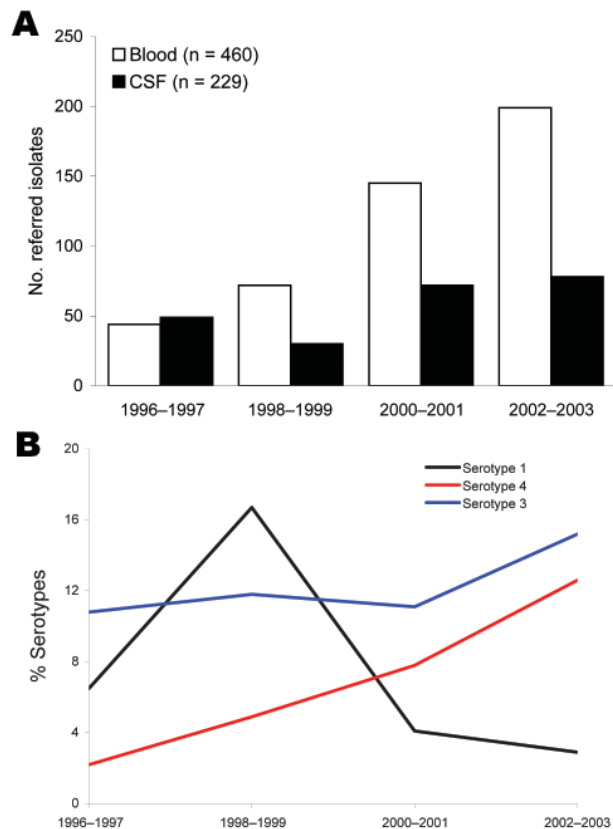 A
250
200
150
100
50
0
No. referred isolates
Blood (n = 460)
CSF (n = 229)
1996–1997 1998–1999 2000–2001 2002–2003
B
20
16
12
8
4
0
% Serotypes
Serotype 1
Serotype 4
Serotype 3
1996–1997 1998–1999 2000–2001 2002–2003